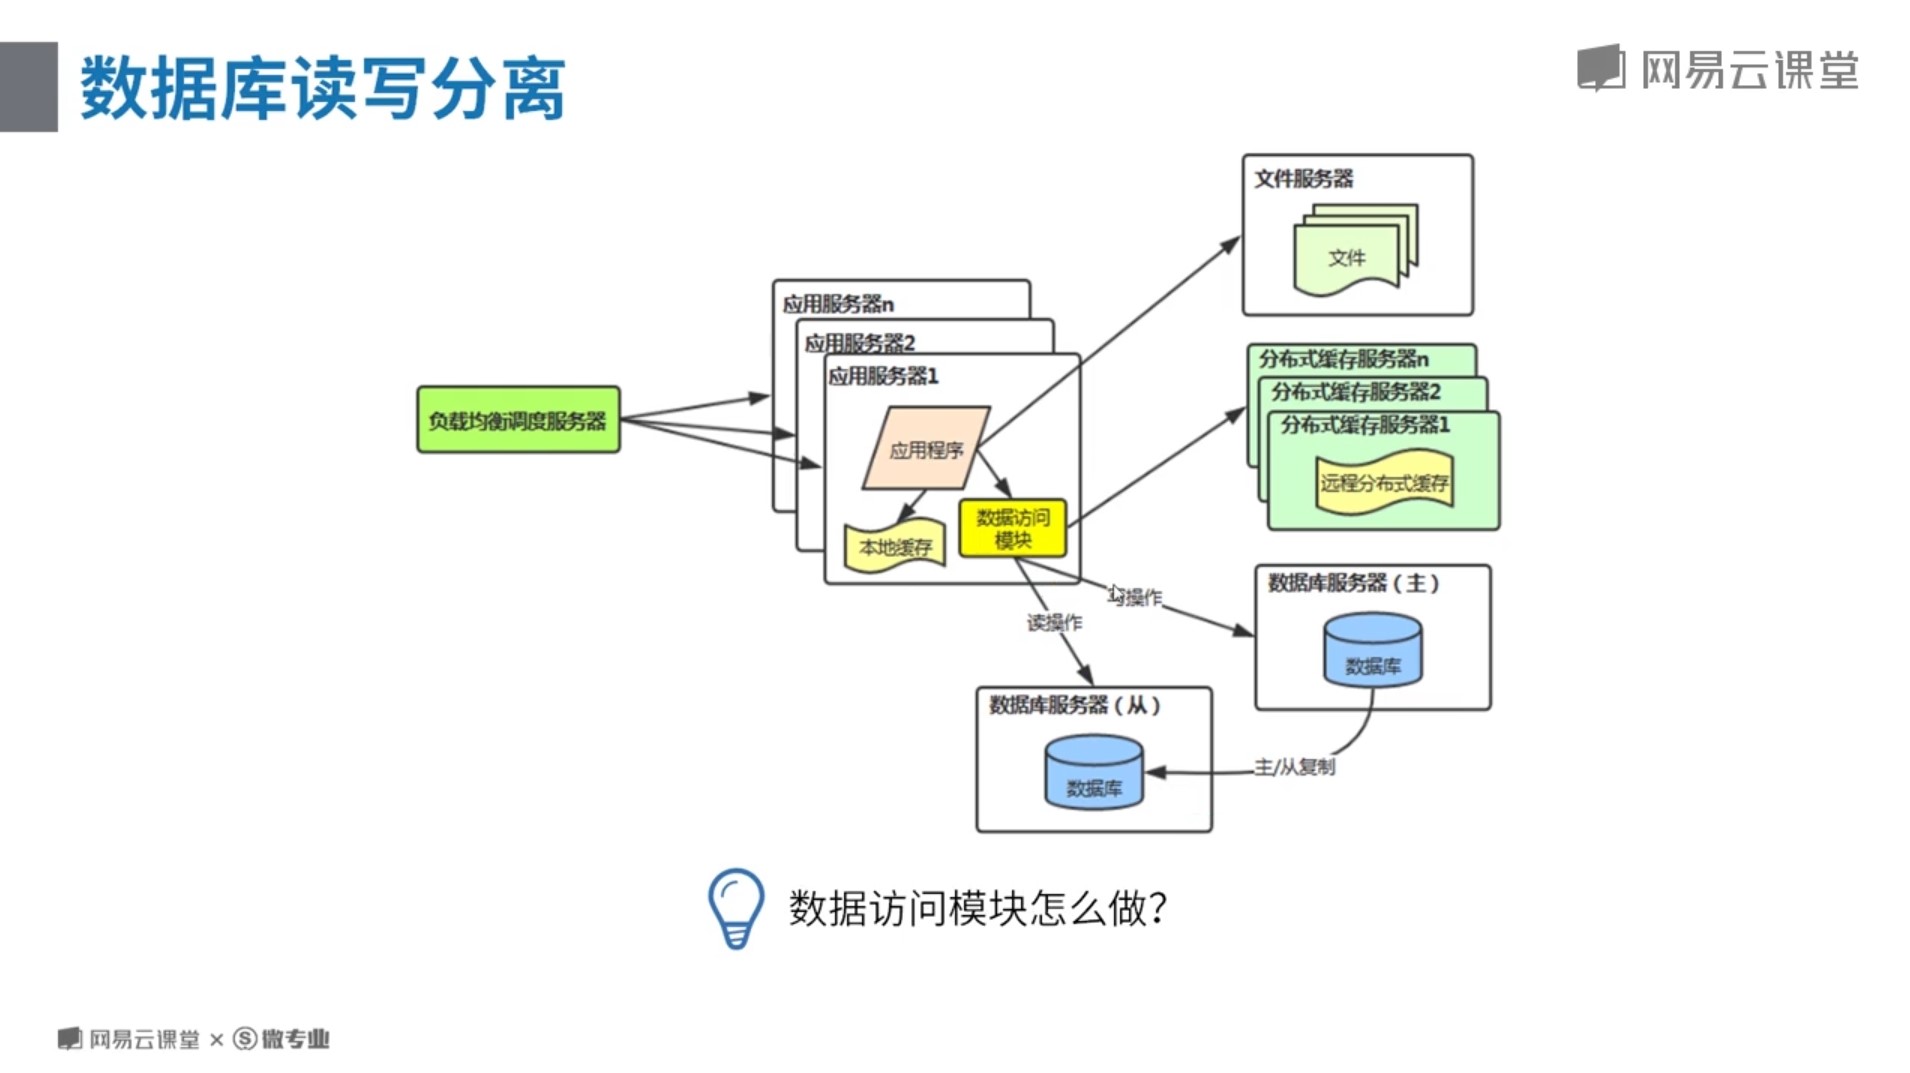 数据库读写分离
网易云课堂
文件服务器
文件
应用服务器n
应用服务器2
应用服务器1
负载均衡调度服务器
应用程序
本地缓存
数据访问
模块
分布式缓存服务器n
分布式缓存服务器2
分布式缓存服务器1
远程分布式缓存
写操作
读操作
数据库服务器（主）
数据库
数据库服务器（从）
数据库
主/从复制
数据访问模块怎么做？
网易云课堂 × Ⓢ微专业